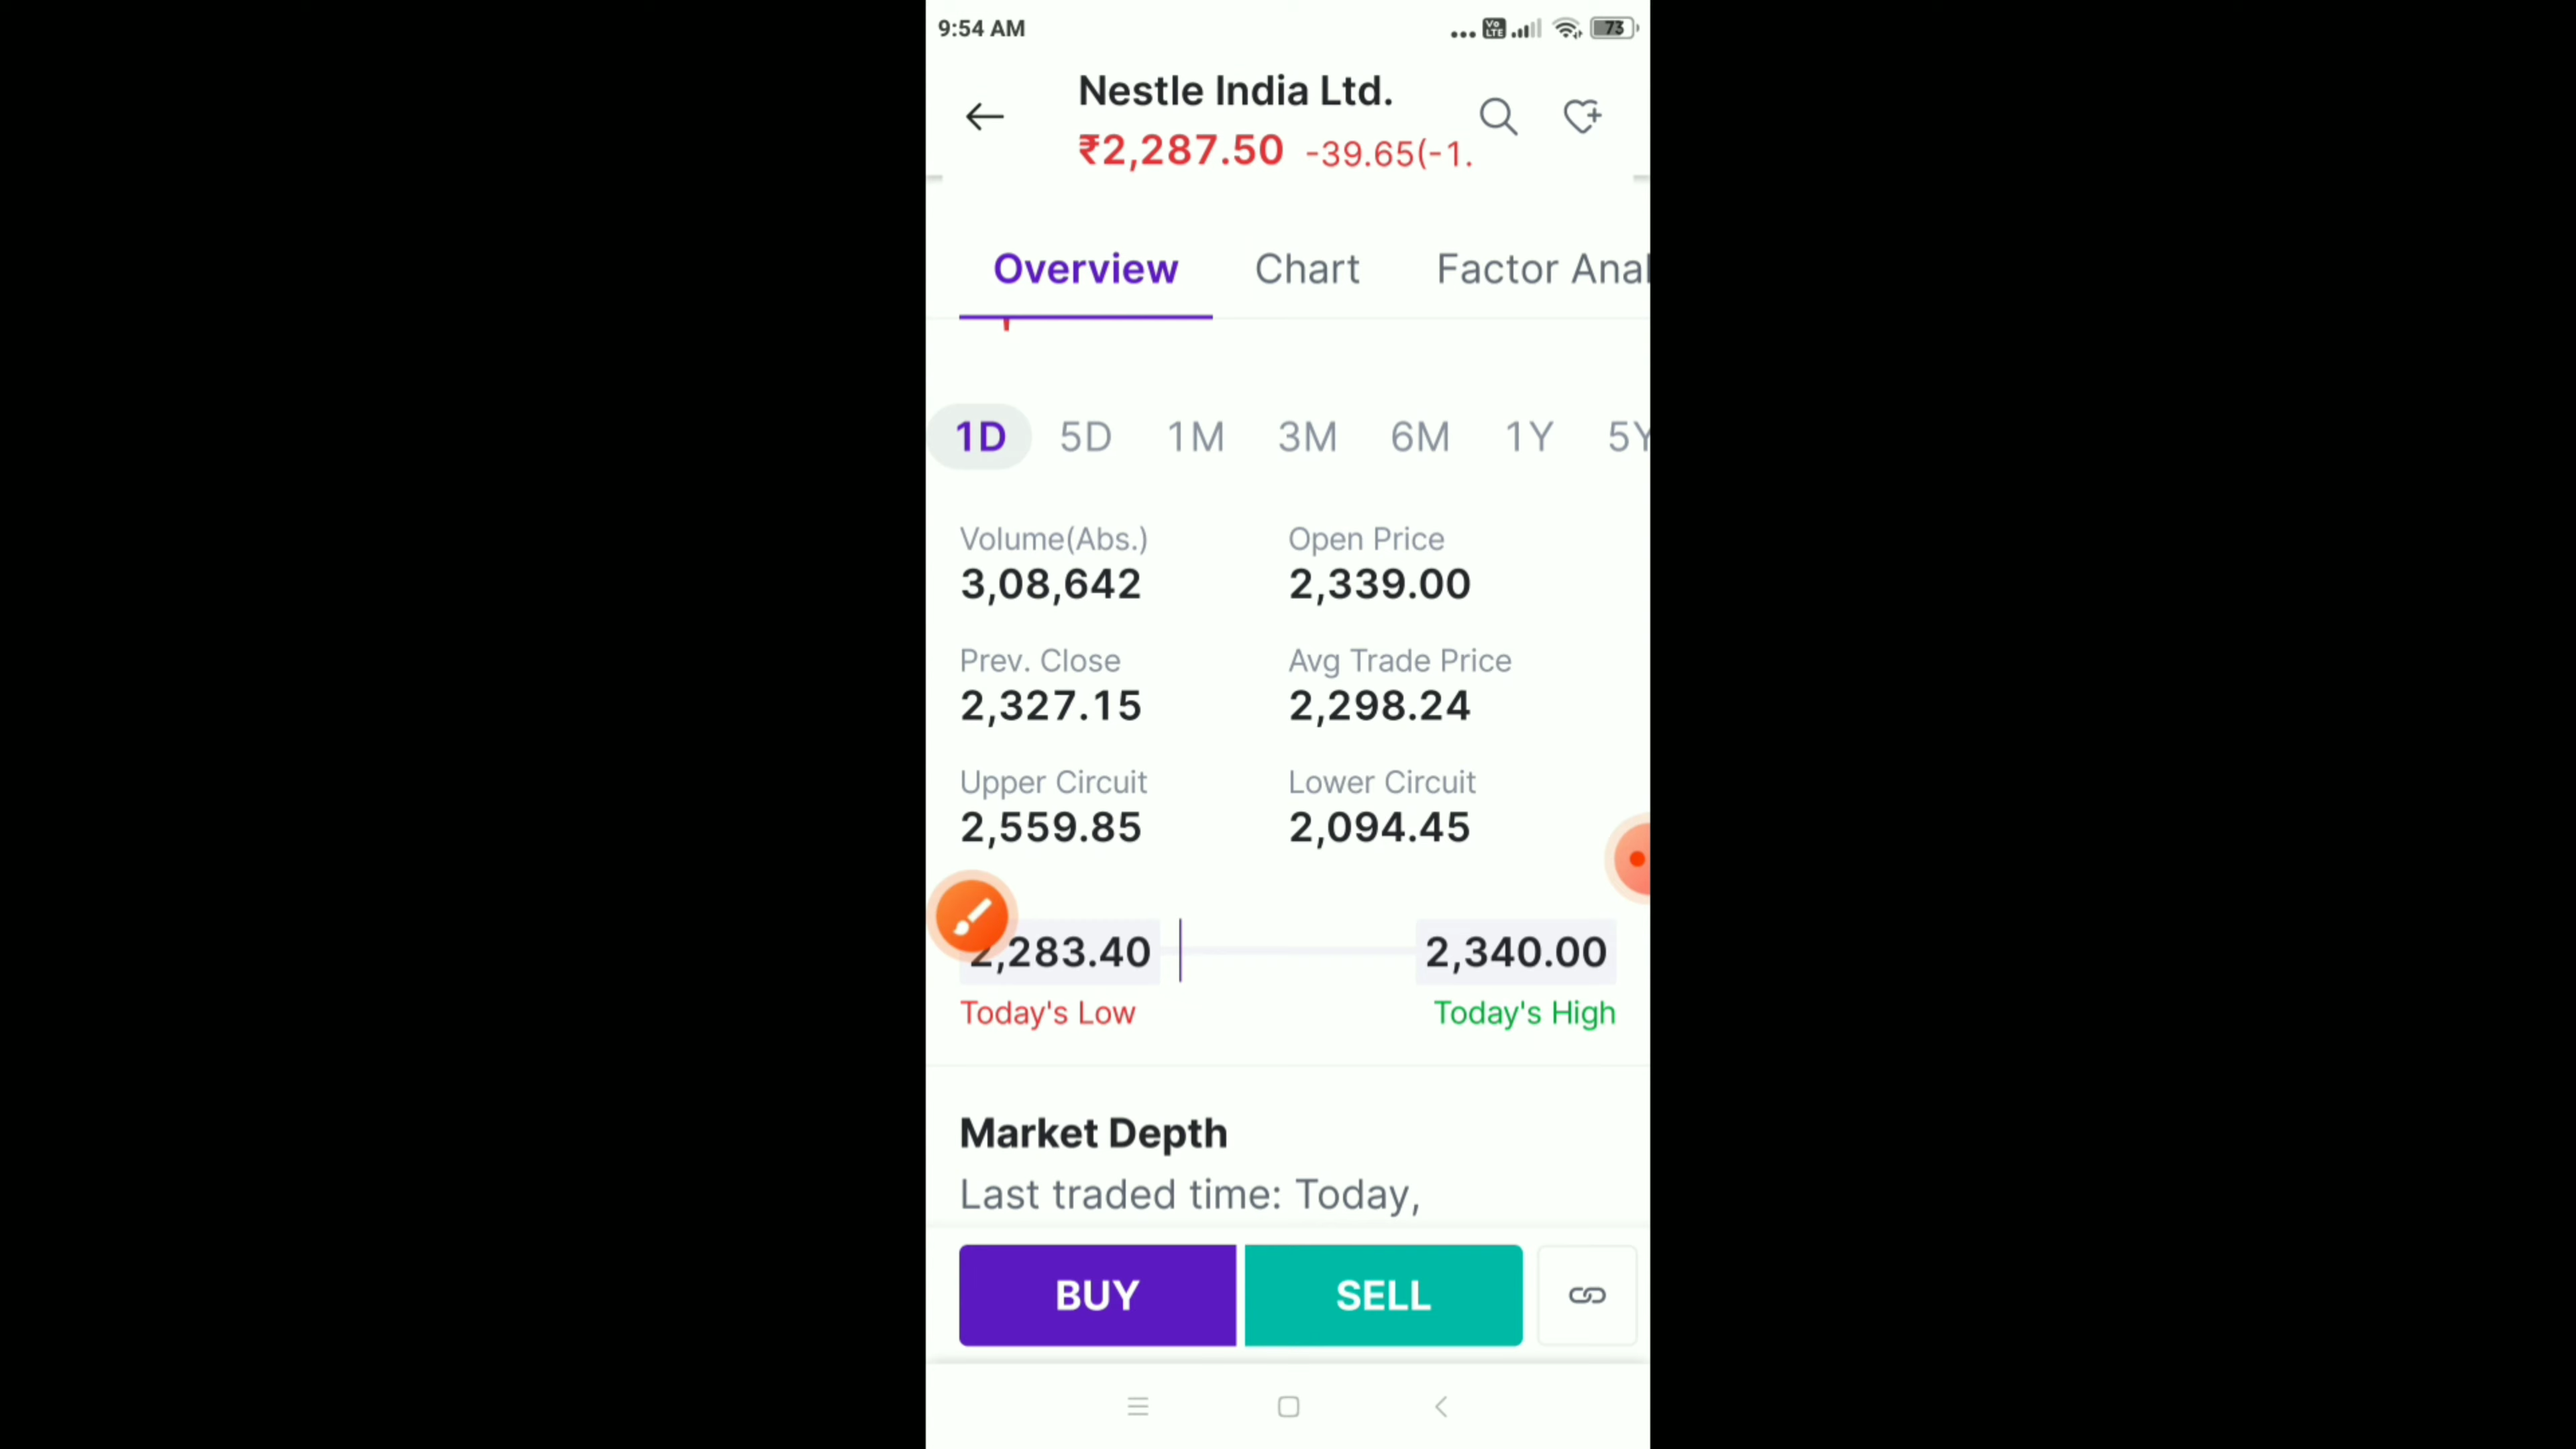 9:54 AM
Vo LTE
73
Nestle India Ltd.
₹2,287.50 -39.65(-1.
Overview Chart Factor Anal
1D 5D 1M 3M 6M 1Y 5Y
Volume(Abs.) Open Price
3,08,642 2,339.00
Prev. Close Avg Trade Price
2,327.15 2,298.24
Upper Circuit Lower Circuit
2,559.85 2,094.45
2,283.40 2,340.00
Today's Low Today's High
Market Depth
Last traded time: Today,
BUY SELL